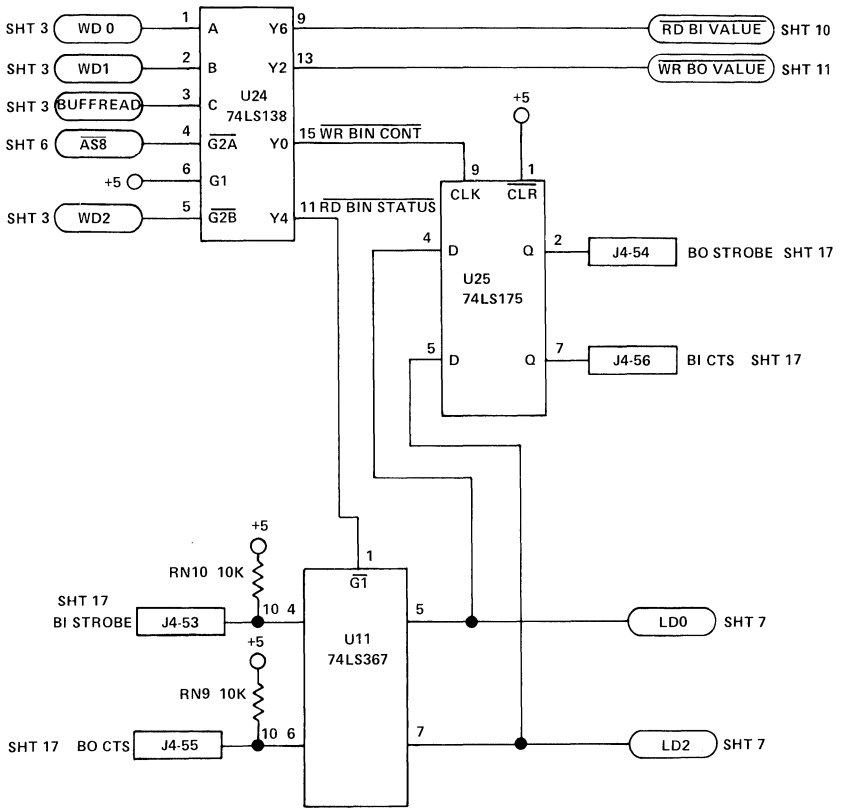 SHT 3 WD 0 1 A Y6 9 RD BI VALUE SHT 10
SHT 3 WD1 2 B Y2 13 WR BO VALUE SHT 11
SHT 3 BUFFREAD 3 C
U24
74LS138
SHT 6 AS8 4 G2A Y0 15 WR BIN CONT
+5 6 G1
SHT 3 WD2 5 G2B Y4 11 RD BIN STATUS
+5
9 1
CLK CLR
4 D Q 2 J4-54 BO STROBE SHT 17
U25
74LS175
5 D Q 7 J4-56 BI CTS SHT 17
+5
RN10 10K
1
G1
SHT 17
BI STROBE J4-53 10 4 5 LD0 SHT 7
U11
74LS367
+5
RN9 10K
SHT 17 BO CTS J4-55 10 6 7 LD2 SHT 7